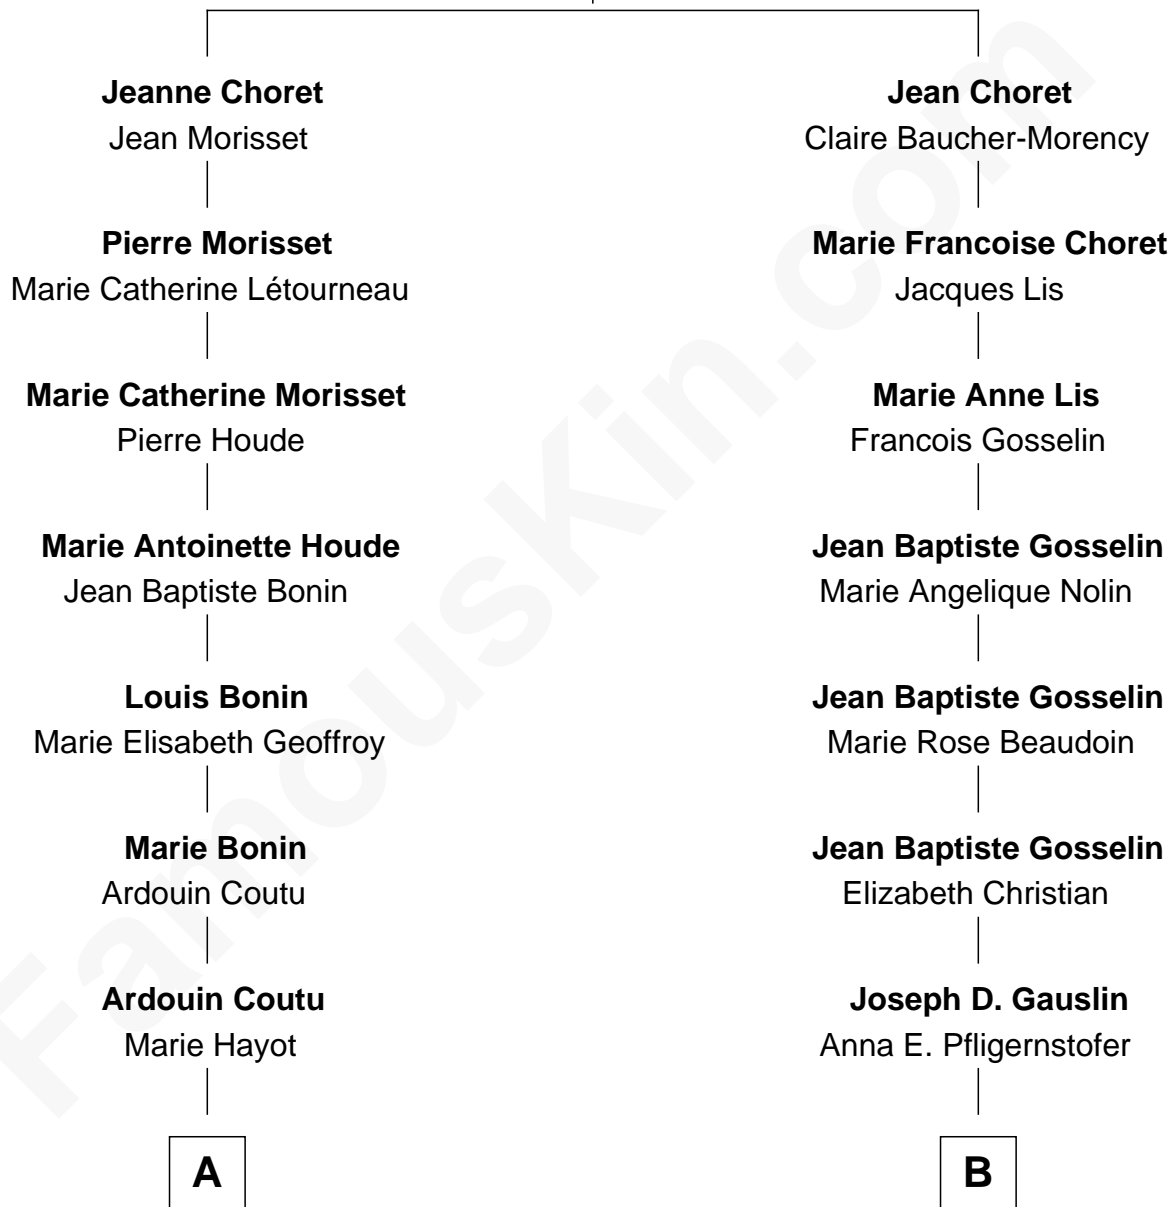 Jeanne Choret
Jean Morisset
Pierre Morisset
Marie Catherine Létourneau
Marie Catherine Morisset
Pierre Houde
Marie Antoinette Houde
Jean Baptiste Bonin
Louis Bonin
Marie Elisabeth Geoffroy
Marie Bonin
Ardouin Coutu
Ardouin Coutu
Marie Hayot
A
Jean Choret
Claire Baucher-Morency
Marie Francoise Choret
Jacques Lis
Marie Anne Lis
Francois Gosselin
Jean Baptiste Gosselin
Marie Angelique Nolin
Jean Baptiste Gosselin
Marie Rose Beaudoin
Jean Baptiste Gosselin
Elizabeth Christian
Joseph D. Gauslin
Anna E. Pfligernstofer
B
FamousKin.com